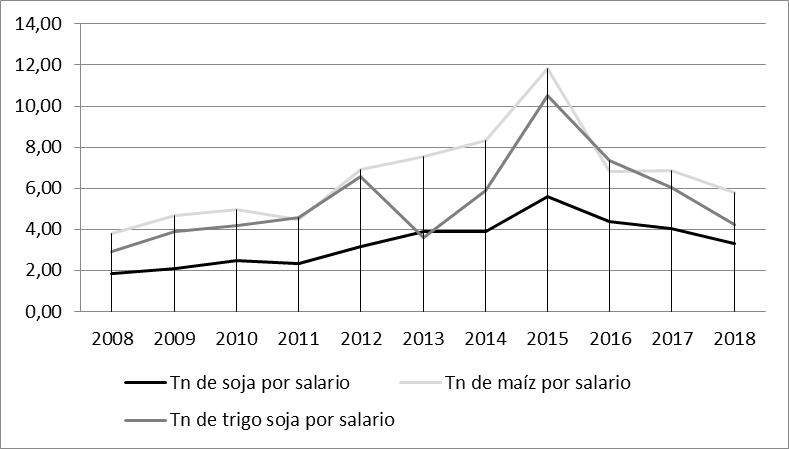 14,00
12,00
10,00
8,00
6,00
4,00
2,00
0,00
2008 2009 2010 2011 2012 2013 2014 2015 2016 2017 2018
Tn de soja por salario Tn de maíz por salario
Tn de trigo soja por salario